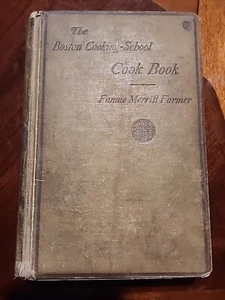 The
Boston Cooking-School
Cook Book
Fannie Merritt Farmer